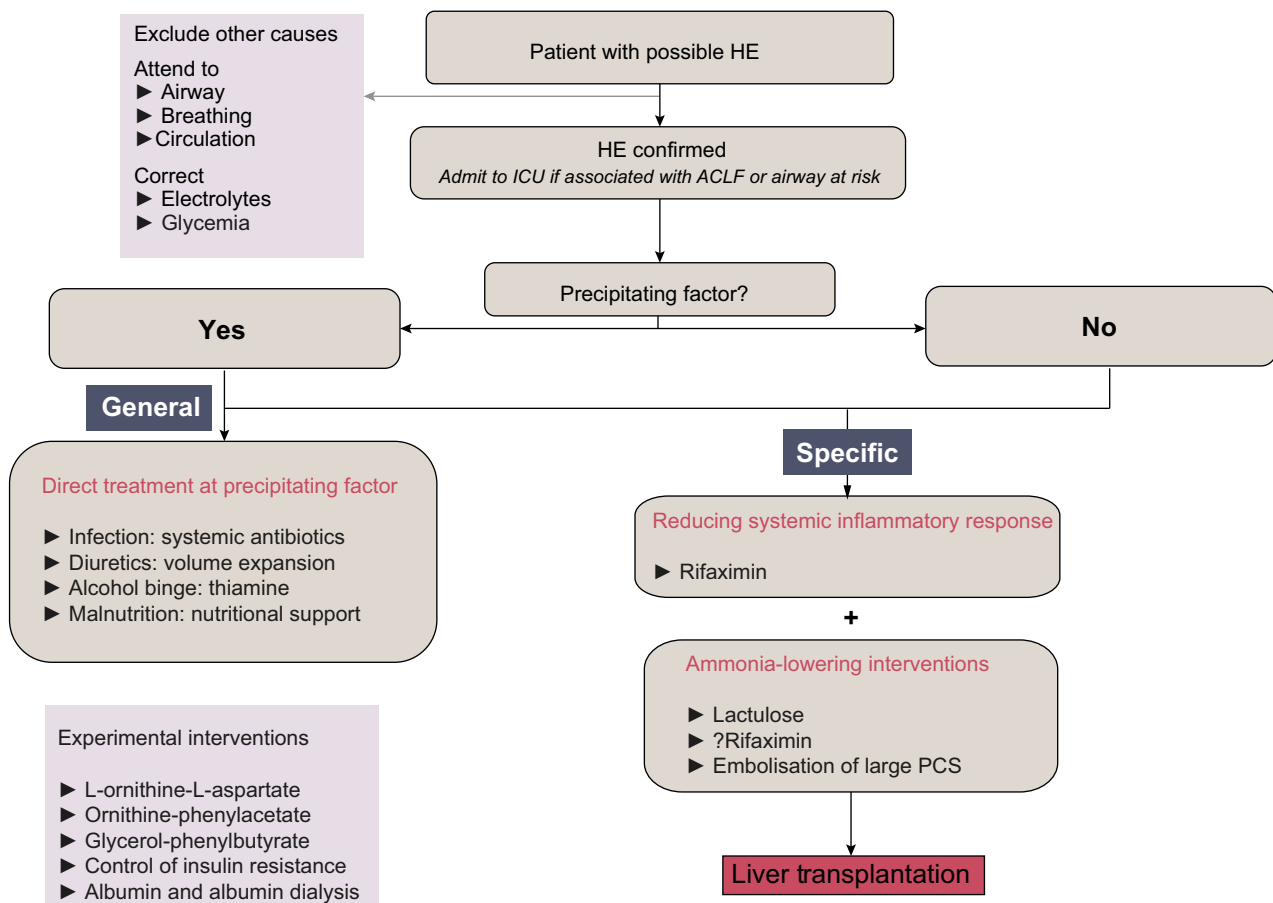 Exclude other causes
Attend to
► Airway
► Breathing
►Circulation
Correct
► Electrolytes
► Glycemia
Patient with possible HE
HE confirmed
Admit to ICU if associated with ACLF or airway at risk
Precipitating factor?
Yes
No
General
Specific
Direct treatment at precipitating factor
► Infection: systemic antibiotics
► Diuretics: volume expansion
► Alcohol binge: thiamine
► Malnutrition: nutritional support
Reducing systemic inflammatory response
► Rifaximin
+
Ammonia-lowering interventions
► Lactulose
► ?Rifaximin
► Embolisation of large PCS
Liver transplantation
Experimental interventions
► L-ornithine-L-aspartate
► Ornithine-phenylacetate
► Glycerol-phenylbutyrate
► Control of insulin resistance
► Albumin and albumin dialysis